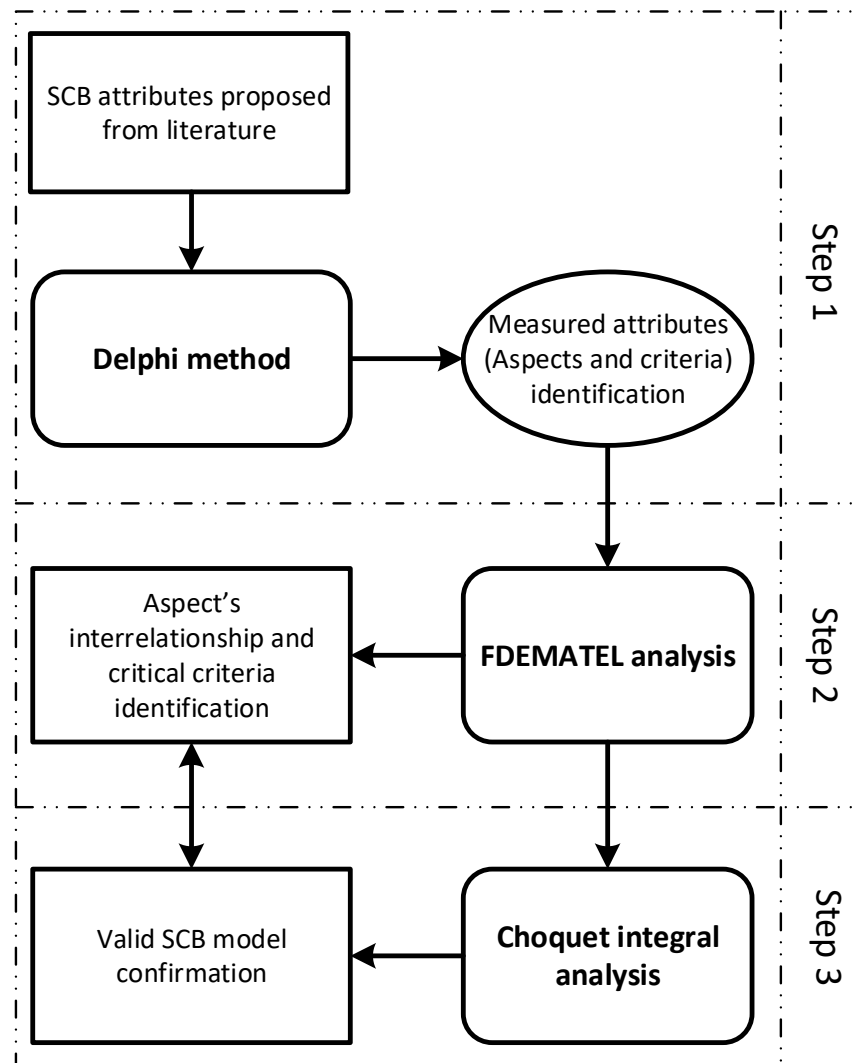 SCB attributes proposed
from literature
Delphi method
Measured attributes
(Aspects and criteria)
identification
Step 1
Aspect’s
interrelationship and
critical criteria
identification
FDEMATEL analysis
Step 2
Valid SCB model
confirmation
Choquet integral
analysis
Step 3